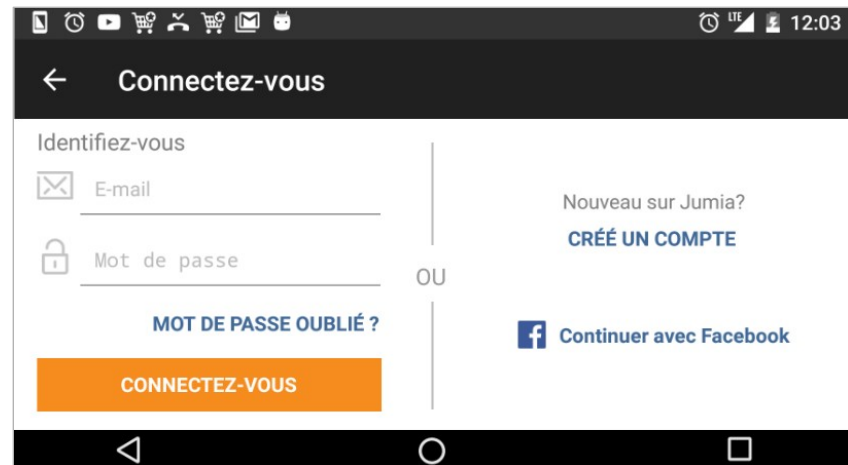 LTE 12:03
Connectez-vous
Identifiez-vous
E-mail
Mot de passe
MOT DE PASSE OUBLIÉ ?
CONNECTEZ-VOUS
OU
Nouveau sur Jumia?
CRÉÉ UN COMPTE
Continuer avec Facebook